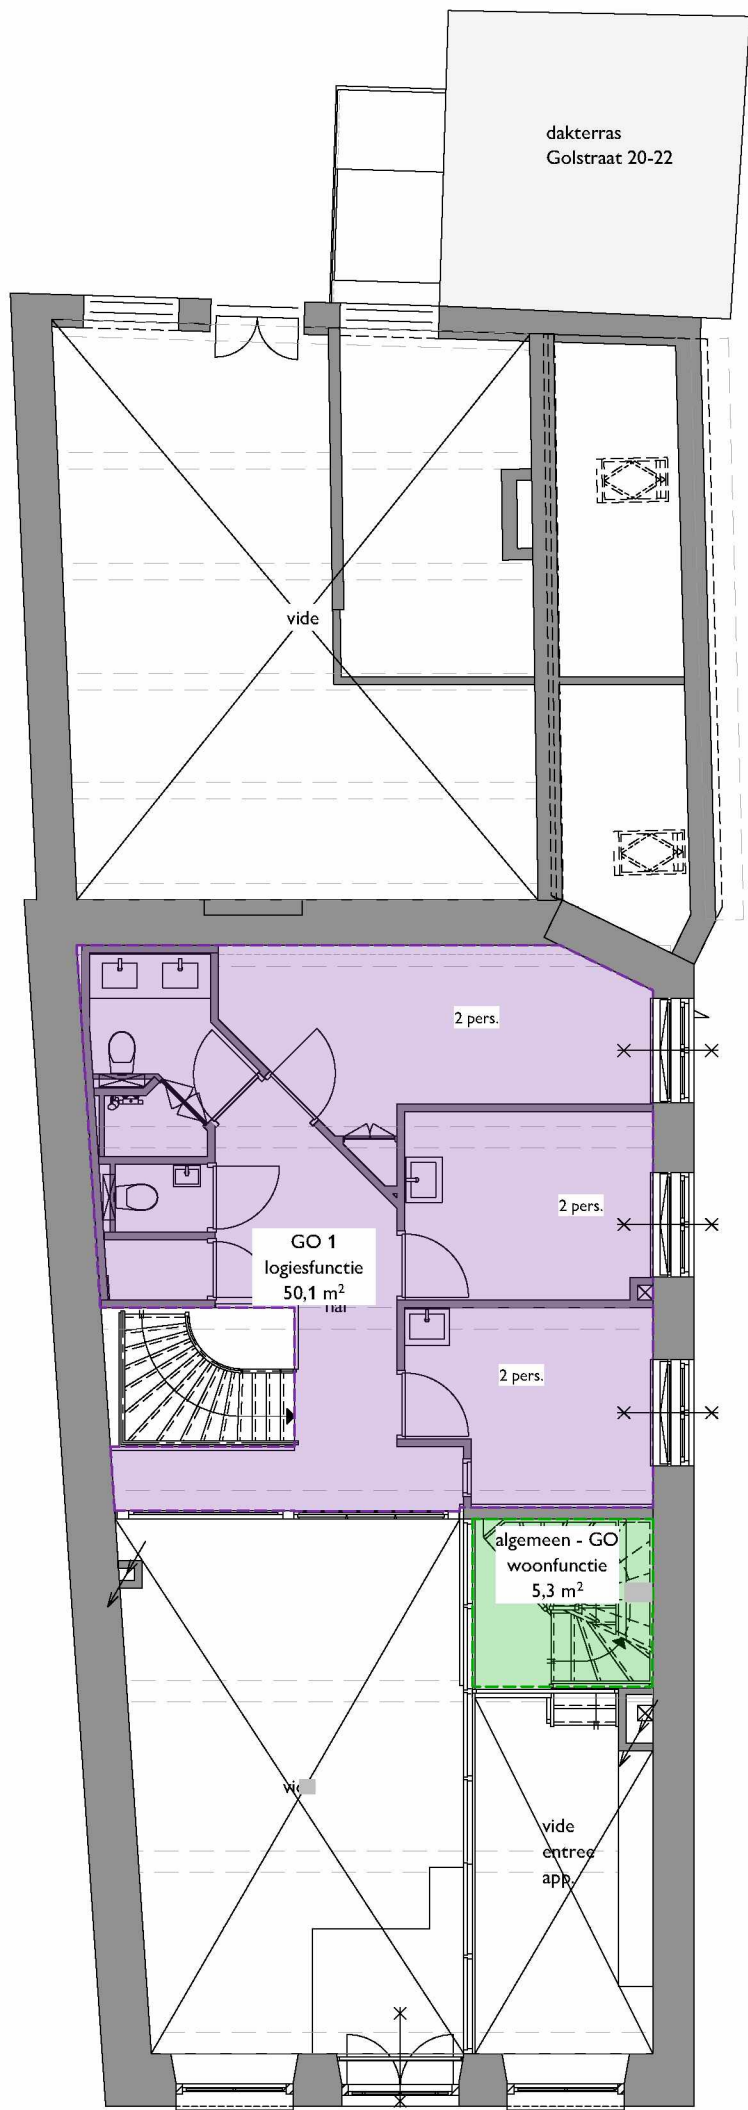 dakterras
Golstraat 20-22
vide
2 pers.
2 pers.
GO 1
logiesfunctie
50,1 m²
2 pers.
algemeen - GO
woonfunctie
5,3 m²
vide
entree
app.